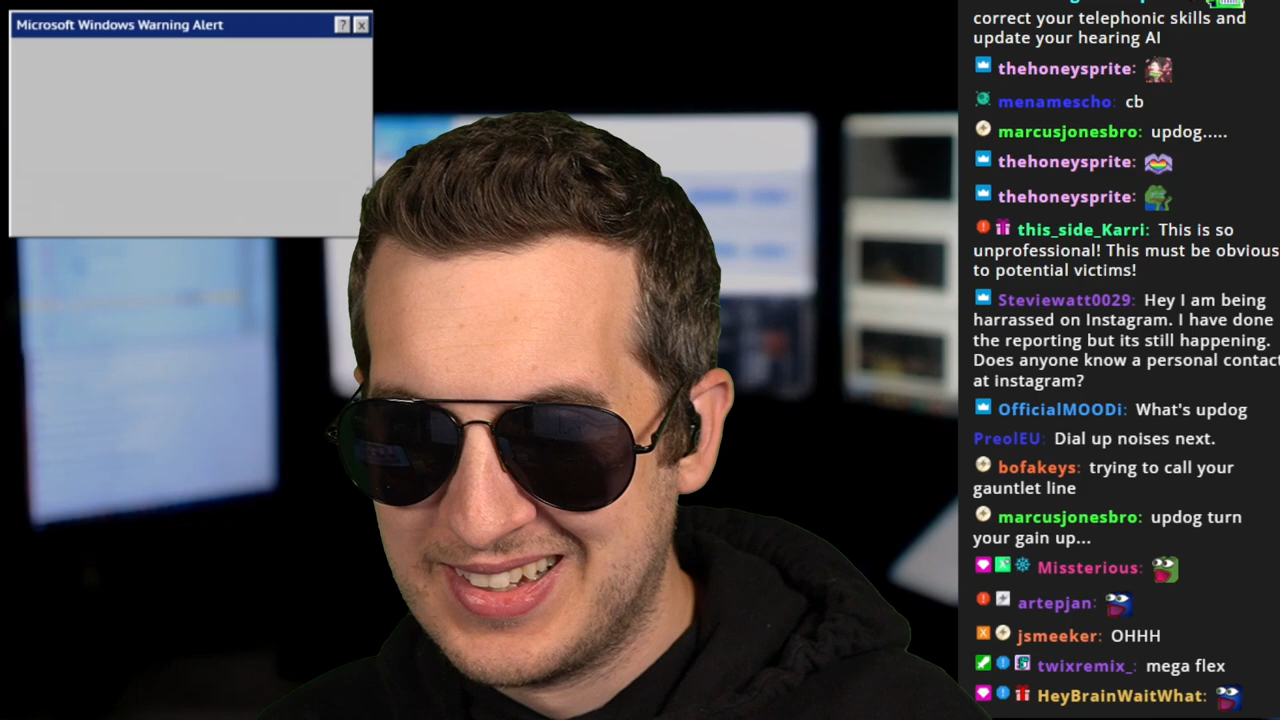 Microsoft Windows Warning Alert
correct your telephonic skills and
update your hearing AI
thehoneysprite:
menamescho: cb
marcusjonesbro: updog.....
thehoneysprite:
thehoneysprite:
this_side_Karri: This is so
unprofessional! This must be obvious
to potential victims!
Steviewatt0029: Hey I am being
harrassed on Instagram. I have done
the reporting but its still happening.
Does anyone know a personal contact
at instagram?
OfficialMOODi: What's updog
PreolEU: Dial up noises next.
bofakeys: trying to call your
gauntlet line
marcusjonesbro: updog turn
your gain up...
Missterious:
artepjan:
jsmeeker: OHHH
twixremix_: mega flex
HeyBrainWaitWhat: